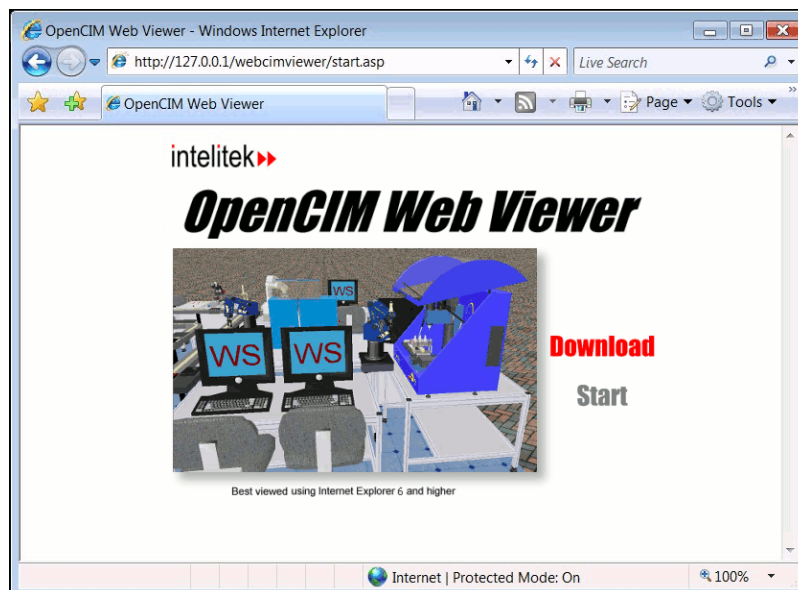 OpenCIM Web Viewer - Windows Internet Explorer
http://127.0.0.1/webcimviewer/start.asp
Live Search
OpenCIM Web Viewer
Page
Tools
intelitek
OpenCIM Web Viewer
WS
WS
WS
Download
Start
Best viewed using Internet Explorer 6 and higher
Internet | Protected Mode: On
100%